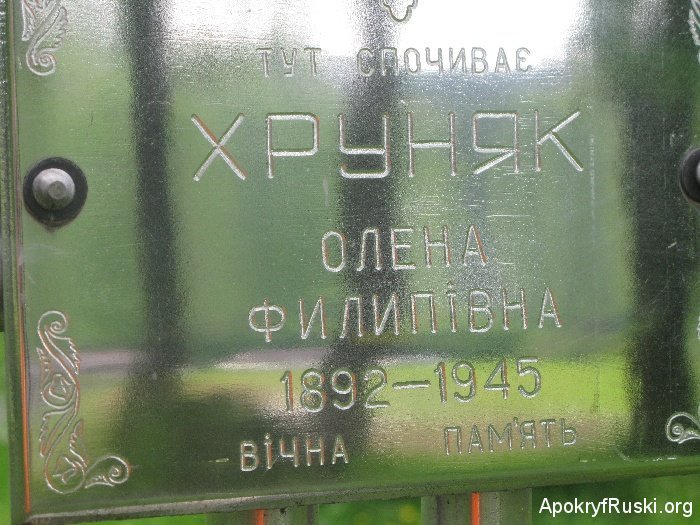 ТУТ СПОЧИВАЄ
ХРУНЯК
ОЛЕНА
ФИЛИПІВНА
1892–1945
ВІЧНА ПАМ'ЯТЬ
ApokryfRuski.org